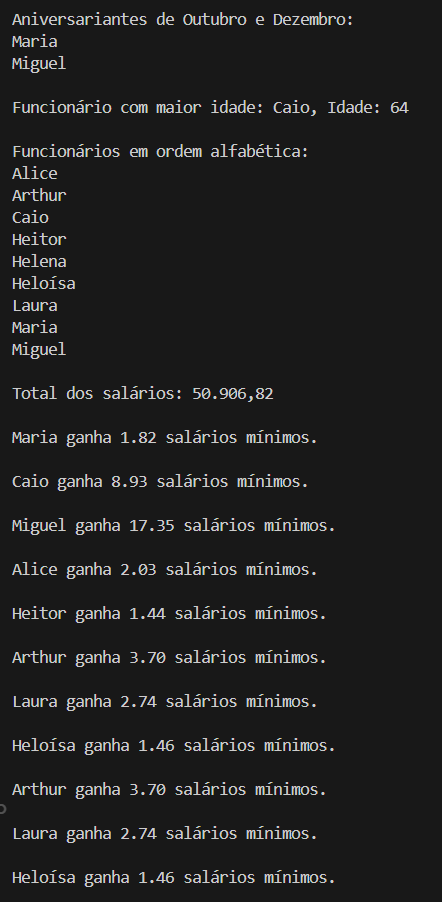 Aniversariantes de Outubro e Dezembro:
Maria
Miguel
Funcionário com maior idade: Caio, Idade: 64
Funcionários em ordem alfabética:
Alice
Arthur
Caio
Heitor
Helena
Heloísa
Laura
Maria
Miguel
Total dos salários: 50.906,82
Maria ganha 1.82 salários mínimos.
Caio ganha 8.93 salários mínimos.
Miguel ganha 17.35 salários mínimos.
Alice ganha 2.03 salários mínimos.
Heitor ganha 1.44 salários mínimos.
Arthur ganha 3.70 salários mínimos.
Laura ganha 2.74 salários mínimos.
Heloísa ganha 1.46 salários mínimos.
Arthur ganha 3.70 salários mínimos.
Laura ganha 2.74 salários mínimos.
Heloísa ganha 1.46 salários mínimos.